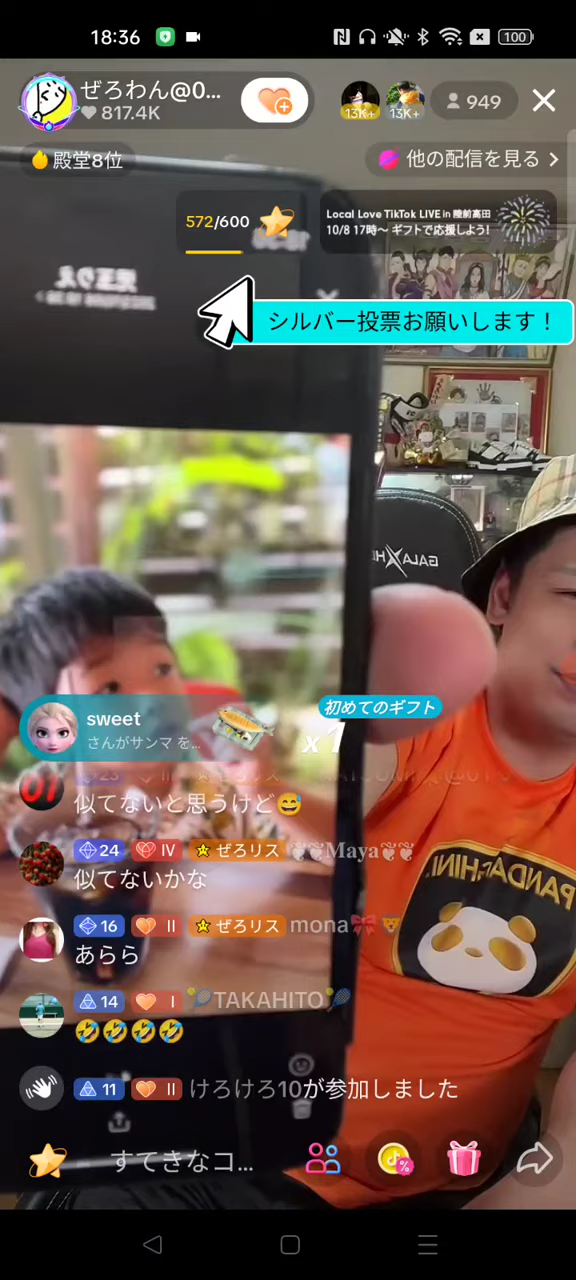 18:36
100
ぜろわん@0...
817.4K
13K+
13K+
949
殿堂8位
他の配信を見る
572/600
Local Love TikTok LIVE in 陸前高田
10/8 17時〜 ギフトで応援しよう!
シルバー投票お願いします！
GALAXHI
sweet
さんがサンマ を...
初めてのギフト
x1
似てないと思うけど😅
24 IV ぜろリス ❦❦Maya❦❦
似てないかな
PANDACHINI.
16 II ぜろリス mona🎀🐯
あらら
14 I 🎾TAKAHITO🎾
🤣🤣🤣🤣
11 II けろけろ10が参加しました
すてきなコ...